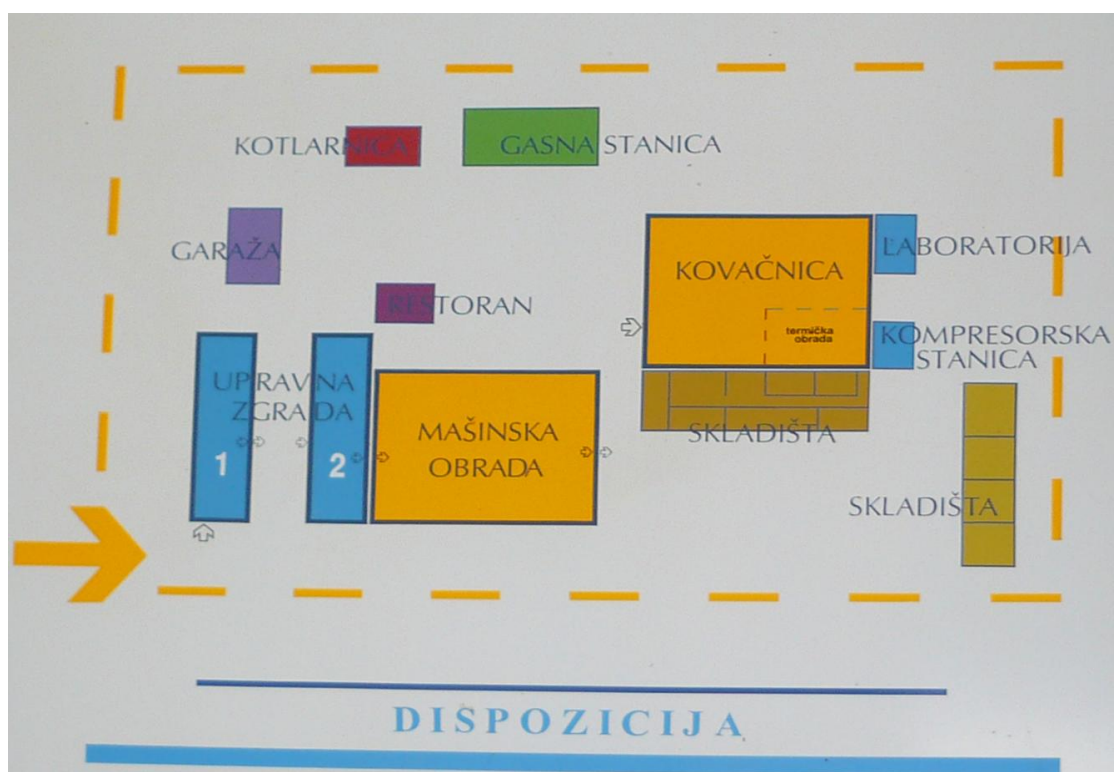 KOTLARNICA
GASNA STANICA
GARAŽA
RESTORAN
KOVAČNICA
LABORATORIJA
termička
obrada
KOMPRESORSKA
STANICA
UPRAVNA
ZGRADA
1
2
MAŠINSKA
OBRADA
SKLADIŠTA
SKLADIŠTA
DISPOZICIJA